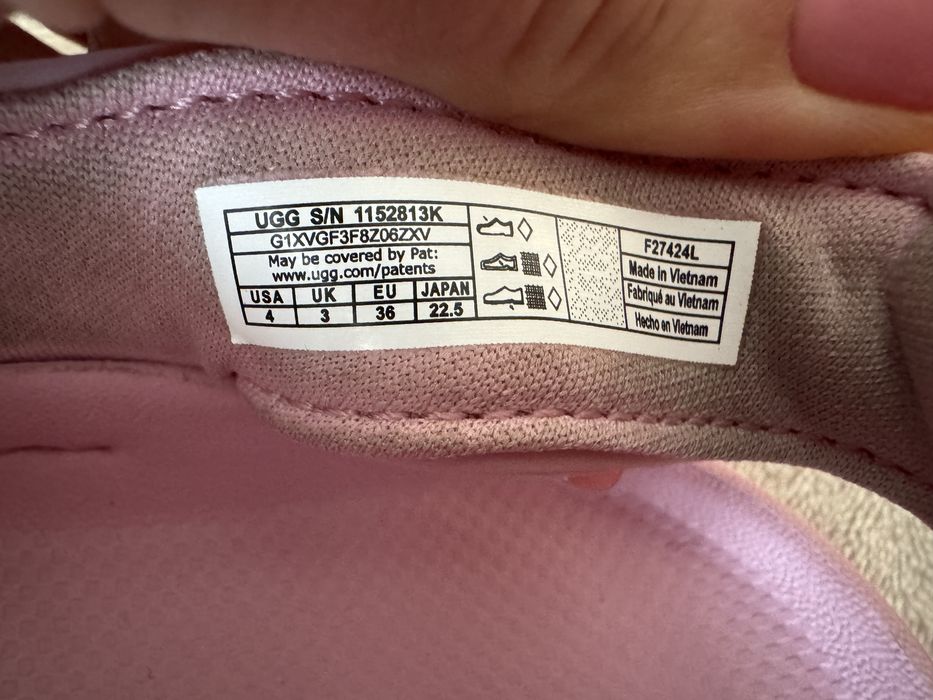 UGG S/N 1152813K
G1XVGF3F8Z06ZXV
May be covered by Pat:
www.ugg.com/patents
USA UK EU JAPAN
4 3 36 22.5
F27424L
Made in Vietnam
Fabriqué au Vietnam
Hecho en Vietnam